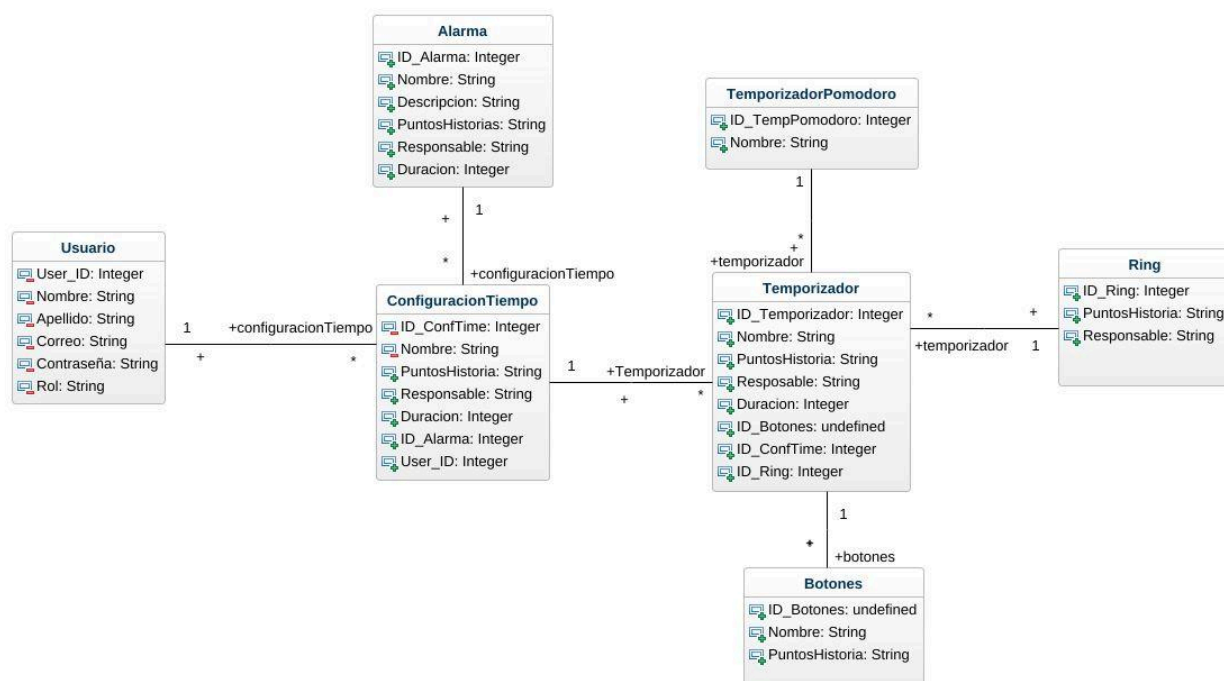 Alarma
ID_Alarma: Integer
Nombre: String
Descripcion: String
PuntosHistorias: String
Responsable: String
Duracion: Integer
+
1
*
+configuracionTiempo
TemporizadorPomodoro
ID_TempPomodoro: Integer
Nombre: String
1
*
+
+temporizador
Usuario
User_ID: Integer
Nombre: String
Apellido: String
Correo: String
Contraseña: String
Rol: String
1
+configuracionTiempo
+
*
ConfiguracionTiempo
ID_ConfTime: Integer
Nombre: String
PuntosHistoria: String
Responsable: String
Duracion: Integer
ID_Alarma: Integer
User_ID: Integer
1
+Temporizador
+
*
Temporizador
ID_Temporizador: Integer
Nombre: String
PuntosHistoria: String
Resposable: String
Duracion: Integer
ID_Botones: undefined
ID_ConfTime: Integer
ID_Ring: Integer
*
+
+temporizador
1
Ring
ID_Ring: Integer
PuntosHistoria: String
Responsable: String
1
+botones
Botones
ID_Botones: undefined
Nombre: String
PuntosHistoria: String